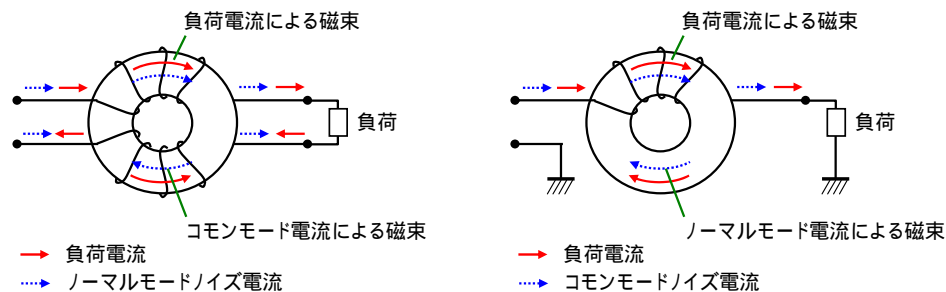 負荷電流による磁束
負荷
コモンモード電流による磁束
負荷電流
ノーマルモードノイズ電流
負荷電流による磁束
負荷
ノーマルモード電流による磁束
負荷電流
コモンモードノイズ電流